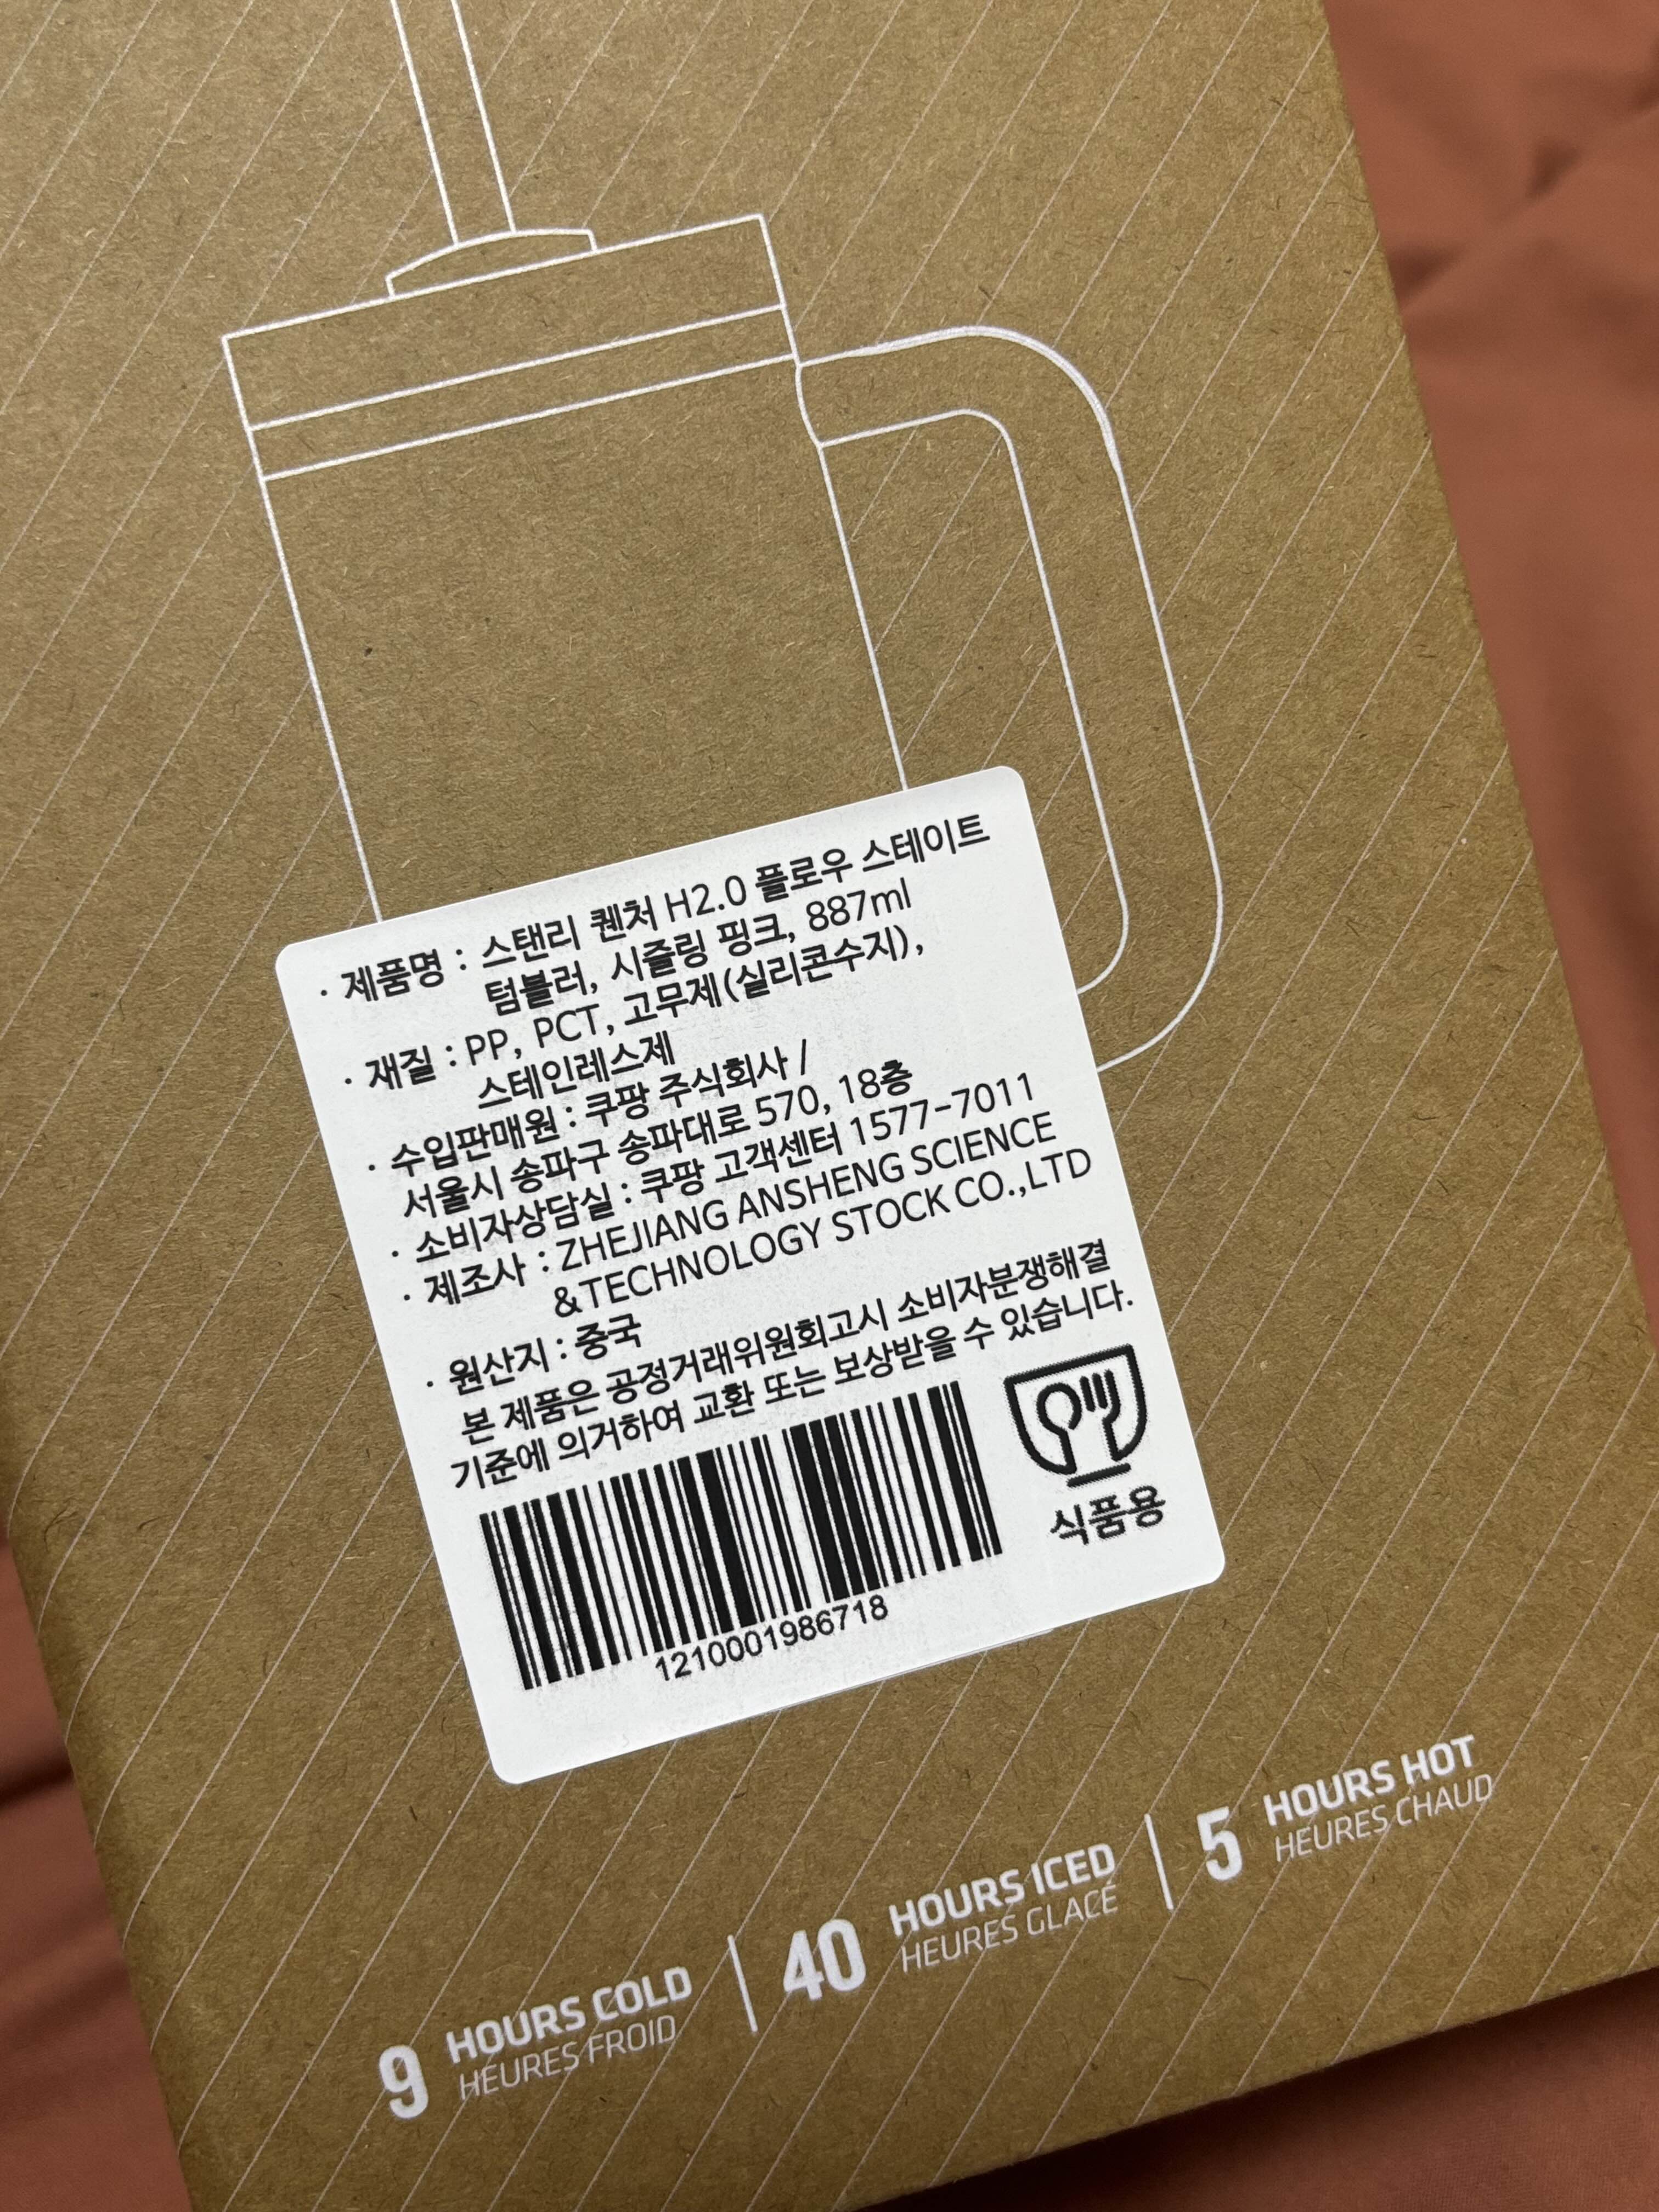 · 제품명 : 스탠리 퀜처 H2.0 플로우 스테이트
텀블러, 시즐링 핑크, 887ml
· 재질 : PP, PCT, 고무제(실리콘수지),
스테인레스제
· 수입판매원 : 쿠팡 주식회사 /
서울시 송파구 송파대로 570, 18층
· 소비자상담실 : 쿠팡 고객센터 1577-7011
· 제조사 : ZHEJIANG ANSHENG SCIENCE
&TECHNOLOGY STOCK CO.,LTD
· 원산지 : 중국
본 제품은 공정거래위원회고시 소비자분쟁해결
기준에 의거하여 교환 또는 보상받을 수 있습니다.
식품용
1210001986718
9 HOURS COLD
HEURES FROID
40 HOURS ICED
HEURES GLACÉ
5 HOURS HOT
HEURES CHAUD